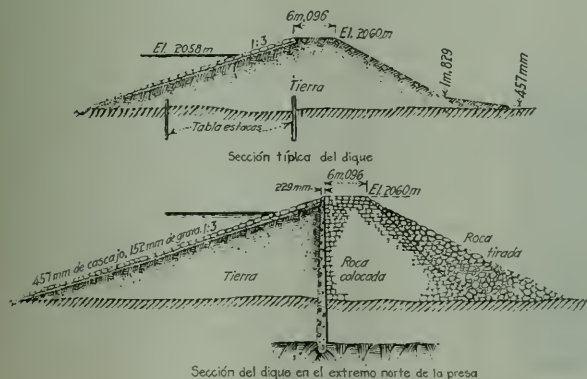 6m,096
El. 2060m
El. 2058m
1:3
1m,829
457mm
Tierra
Tabla estacas
Sección típica del dique
6m,096
229mm
El. 2060m
457 mm de cascajo, 152 mm de grava. 1:3
Roca tirada
Roca colocada
Tierra
Sección del dique en el extremo norte de la presa